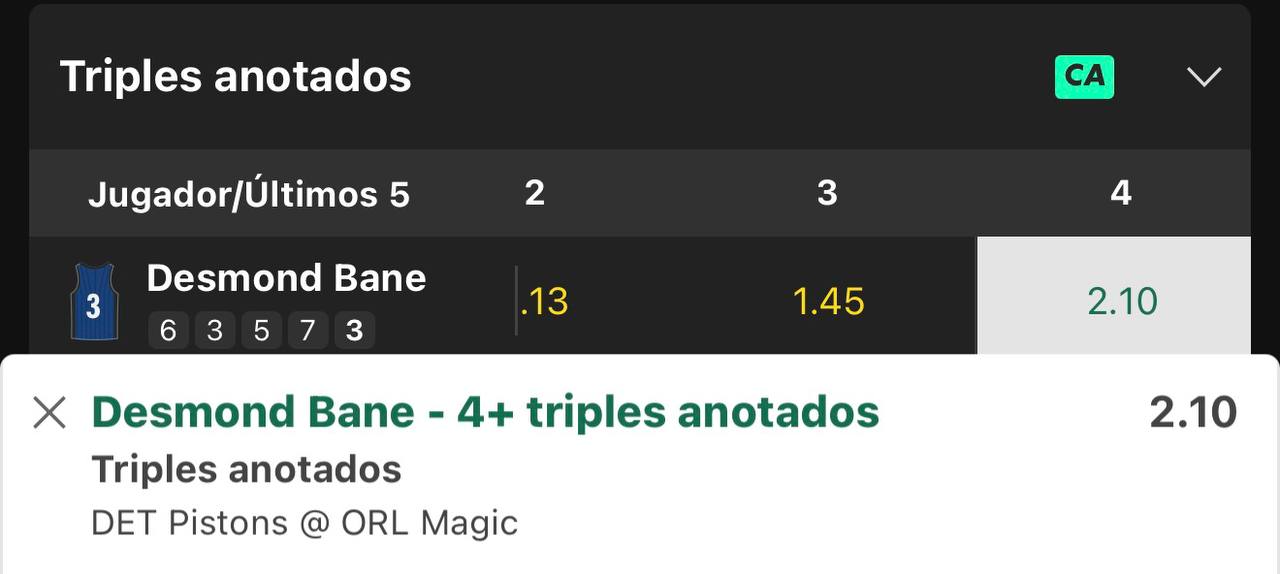 Triples anotados CA
Jugador/Últimos 5 2 3 4
3 Desmond Bane .13 1.45 2.10
6 3 5 7 3
Desmond Bane - 4+ triples anotados 2.10
Triples anotados
DET Pistons @ ORL Magic